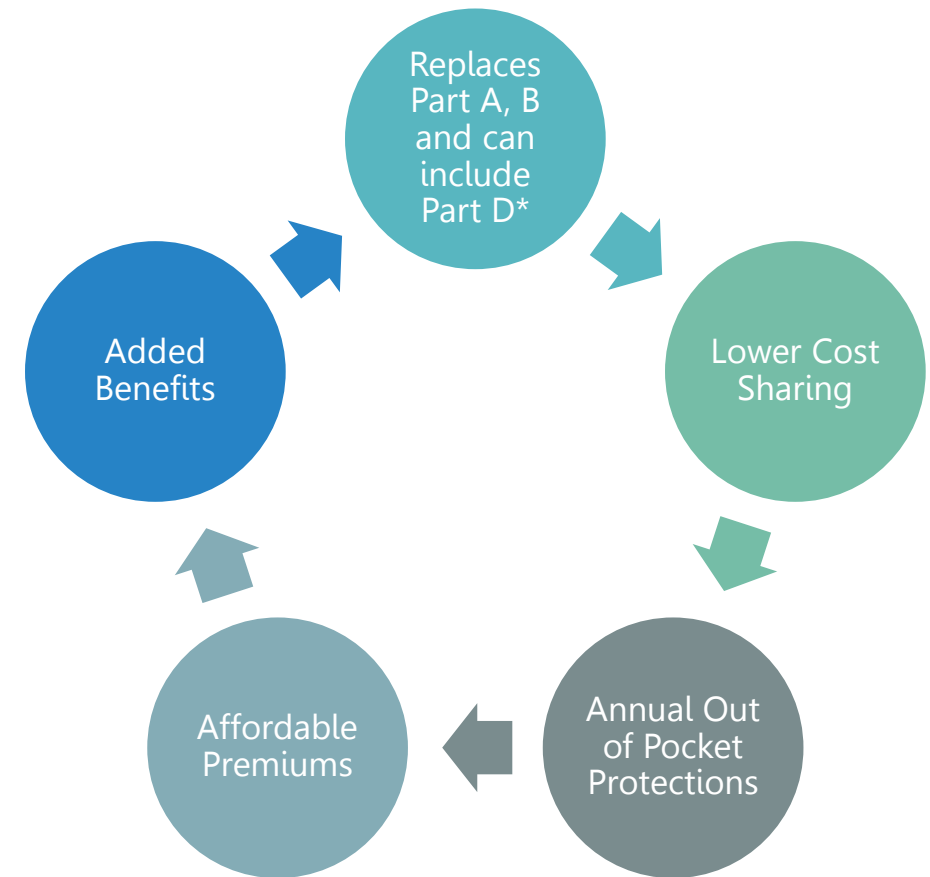 Replaces
Part A, B
and can
include
Part D*
Lower Cost
Sharing
Annual Out
of Pocket
Protections
Affordable
Premiums
Added
Benefits